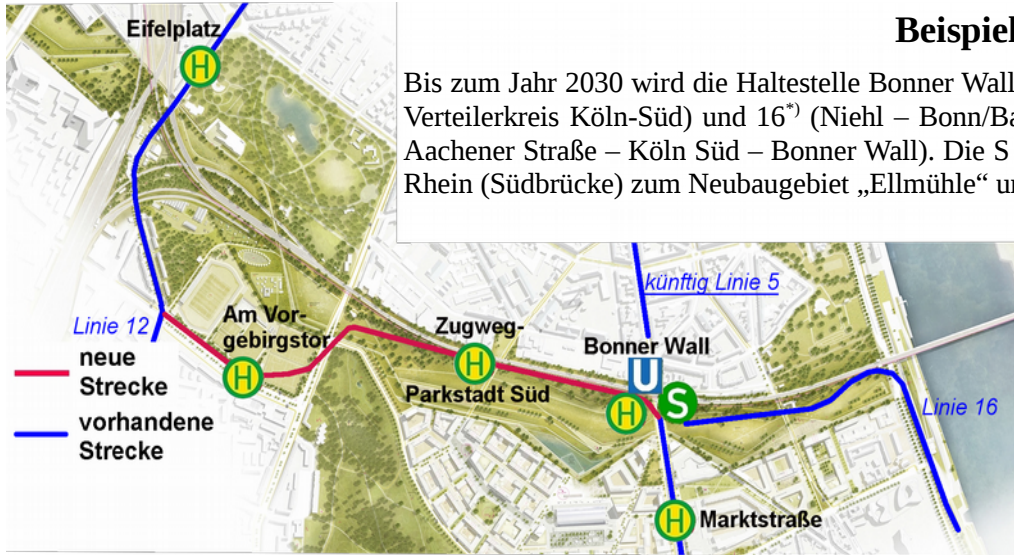 Beispiel
Bis zum Jahr 2030 wird die Haltestelle Bonner Wall
Verteilerkreis Köln-Süd) und 16*) (Niehl – Bonn/Ba
Aachener Straße – Köln Süd – Bonner Wall). Die S
Rhein (Südbrücke) zum Neubaugebiet „Ellmühle“ un
Eifelplatz
H
künftig Linie 5
Linie 12
Am Vor-
gebirgstor
H
Zugweg-
H
Parkstadt Süd
Bonner Wall
U
H
S
Linie 16
neue
Strecke
vorhandene
Strecke
H
Marktstraße